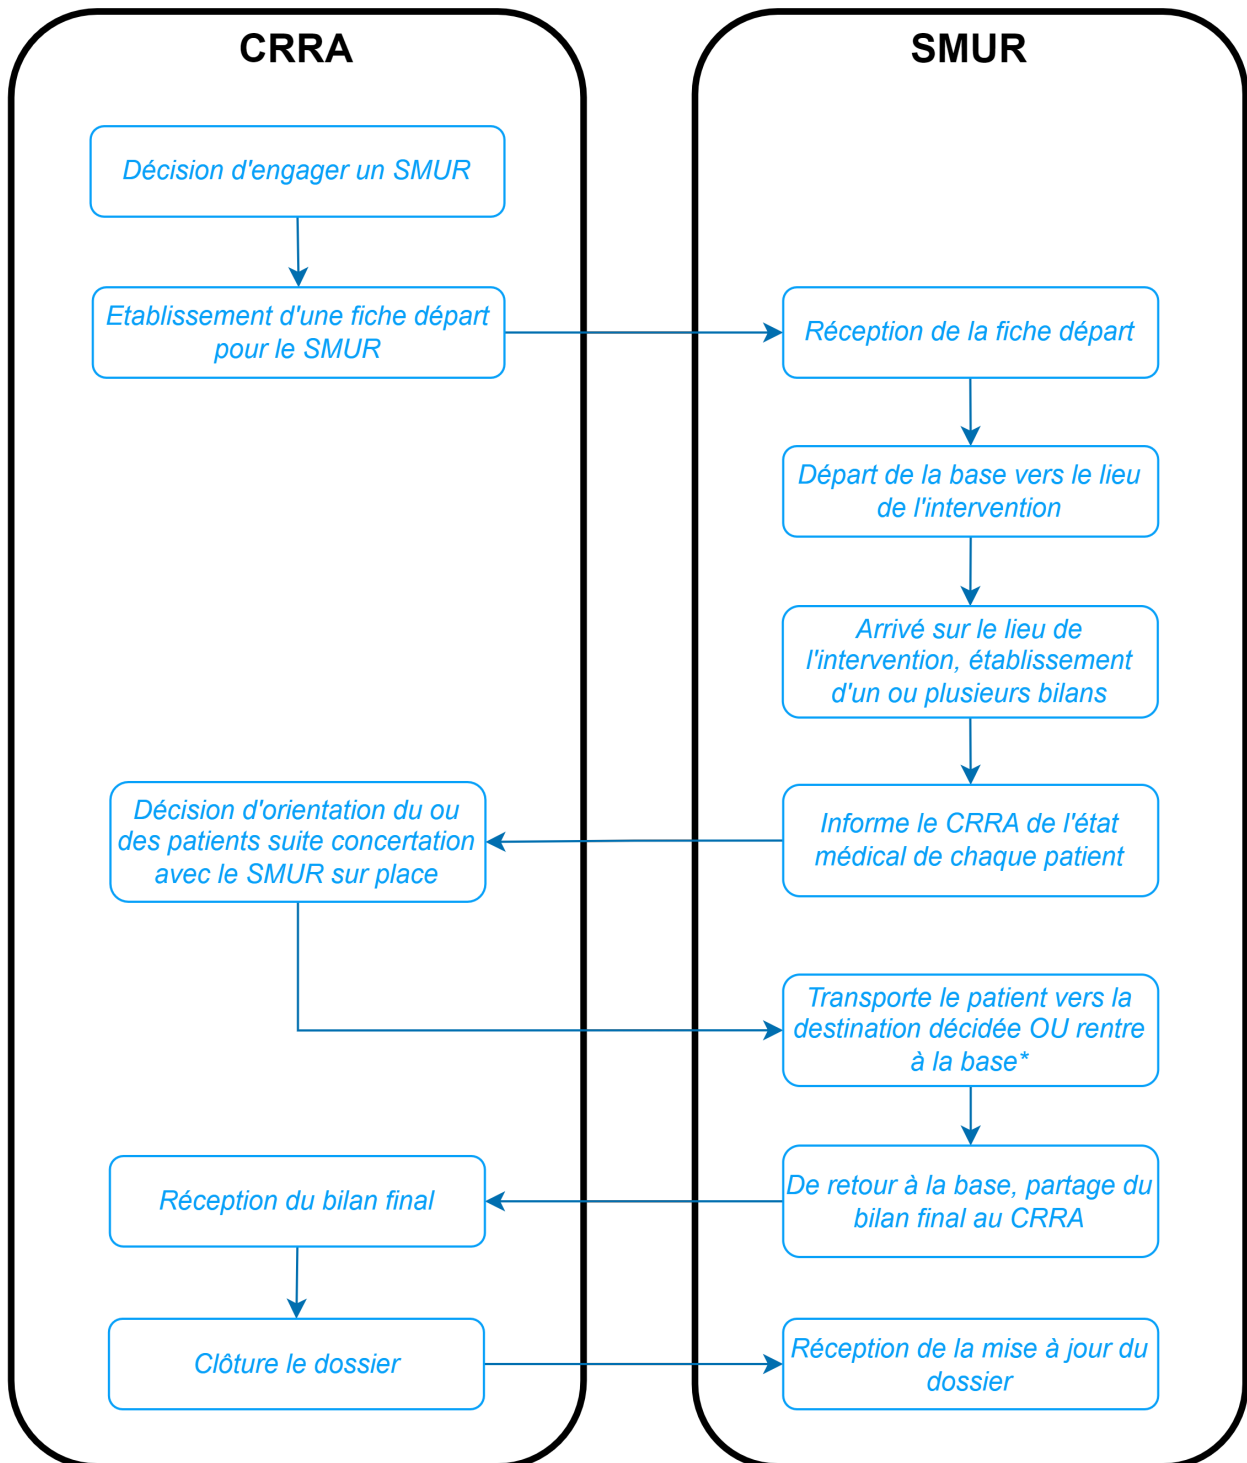 CRRA
SMUR
Décision d'engager un SMUR
Etablissement d'une fiche départ
pour le SMUR
Réception de la fiche départ
Départ de la base vers le lieu
de l'intervention
Arrivé sur le lieu de
l'intervention, établissement
d'un ou plusieurs bilans
Informe le CRRA de l'état
médical de chaque patient
Décision d'orientation du ou
des patients suite concertation
avec le SMUR sur place
Transporte le patient vers la
destination décidée OU rentre
à la base*
De retour à la base, partage du
bilan final au CRRA
Réception du bilan final
Clôture le dossier
Réception de la mise à jour du
dossier